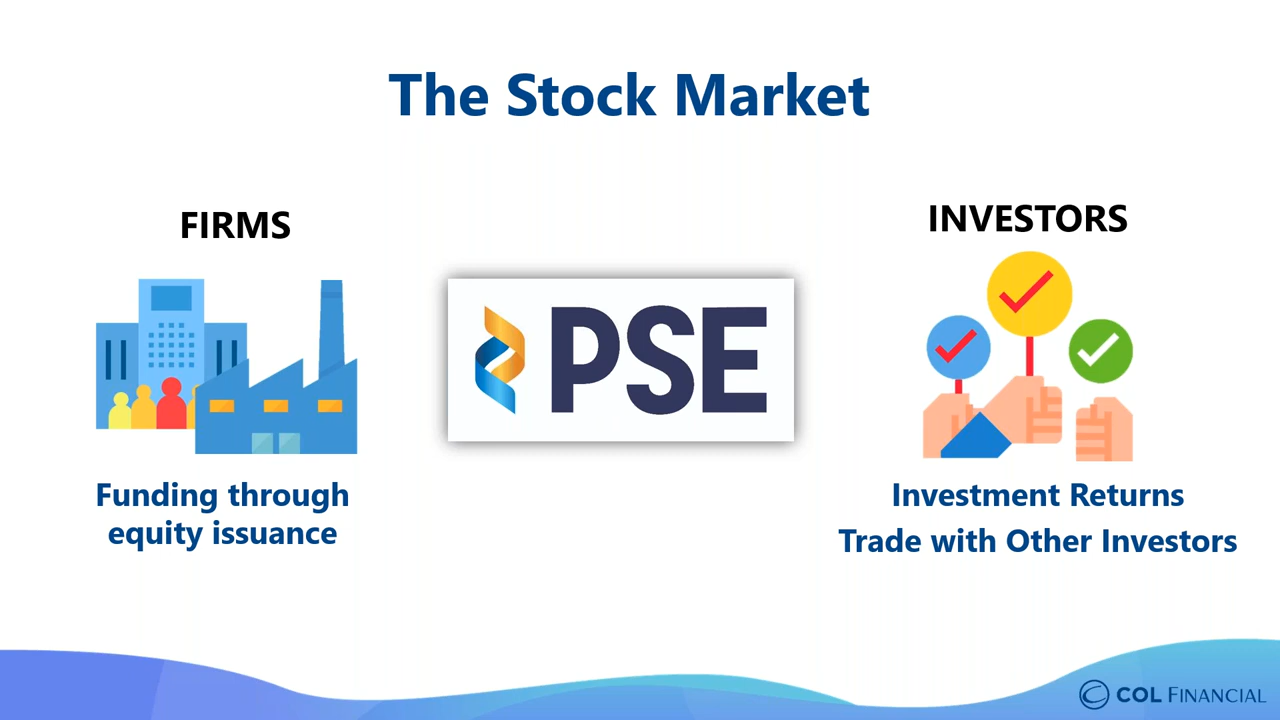 The Stock Market
FIRMS
Funding through
equity issuance
PSE
INVESTORS
Investment Returns
Trade with Other Investors
COL FINANCIAL